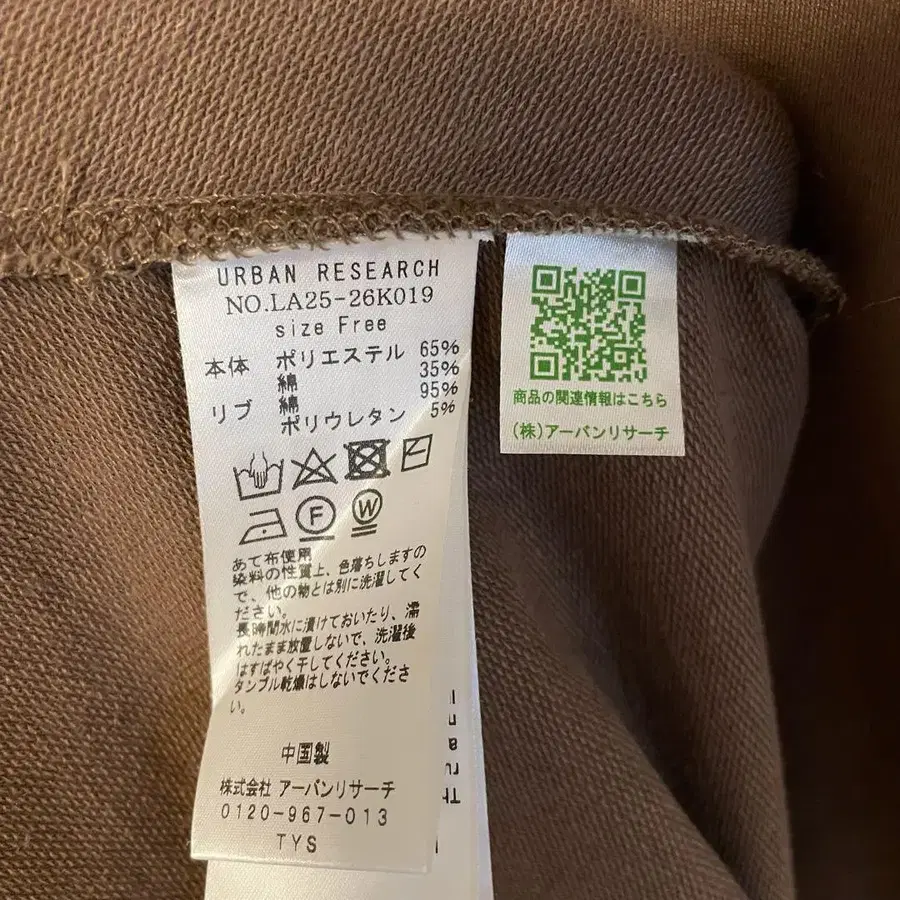 URBAN RESEARCH
NO.LA25-26K019
size Free
本体 ポリエステル 65%
綿 35%
リブ 綿 95%
ポリウレタン 5%
F
W
あて布使用
染料の性質上、色落ちしますの
で、他の物とは別に洗濯してく
ださい。
長時間水に漬けておいたり、濡
れたまま放置しないで、洗濯後
はすばやく干してください。
タンブル乾燥はしないでくださ
い。
中国製
株式会社 アーバンリサーチ
0120-967-013
TYS
商品の関連情報はこちら
(株)アーバンリサーチ